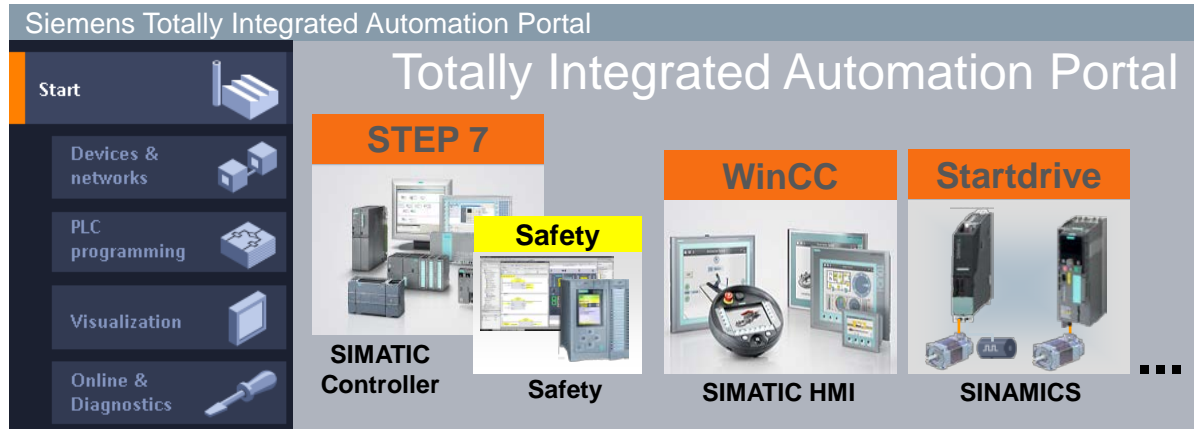 Siemens Totally Integrated Automation Portal
Totally Integrated Automation Portal
Start
Devices &
networks
PLC
programming
Visualization
Online &
Diagnostics
STEP 7
Safety
SIMATIC
Controller
Safety
WinCC
SIMATIC HMI
Startdrive
SINAMICS
...